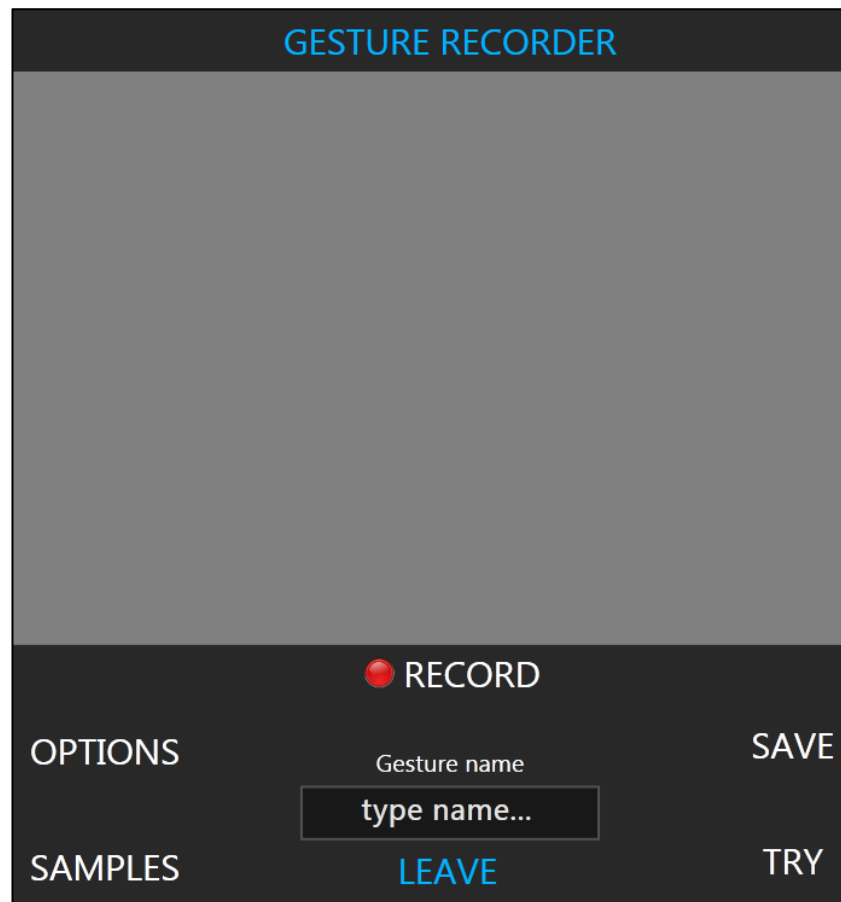 GESTURE RECORDER
RECORD
OPTIONS
SAVE
Gesture name
type name...
SAMPLES
LEAVE
TRY